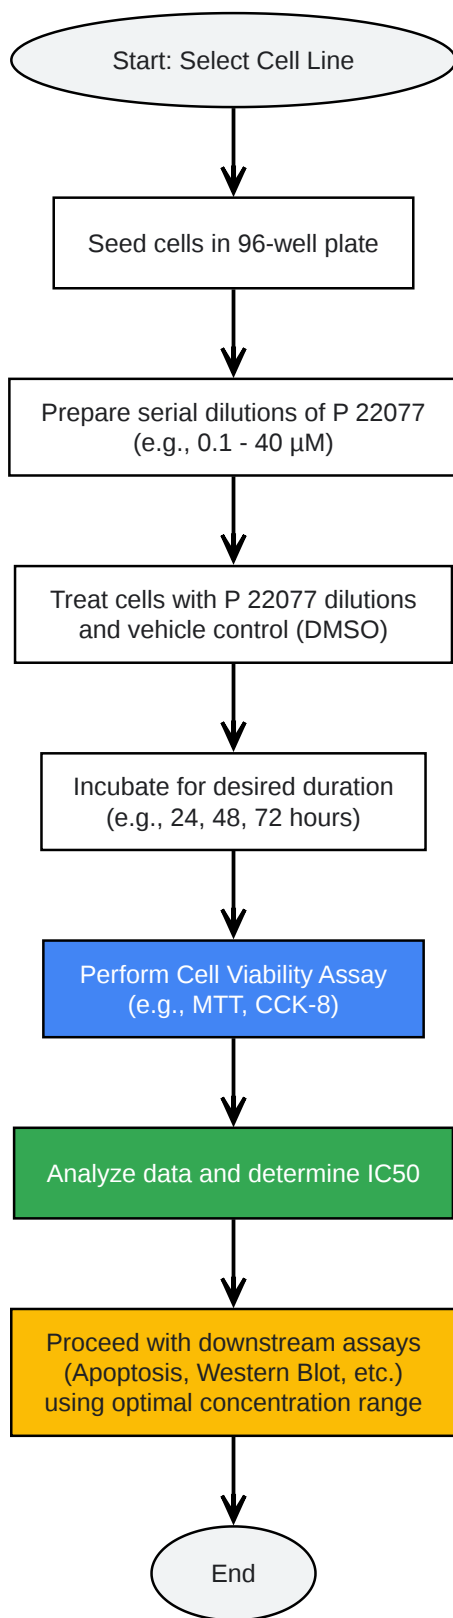 Start: Select Cell Line
Seed cells in 96-well plate
Prepare serial dilutions of P 22077
(e.g., 0.1 - 40 µM)
Treat cells with P 22077 dilutions
and vehicle control (DMSO)
Incubate for desired duration
(e.g., 24, 48, 72 hours)
Perform Cell Viability Assay
(e.g., MTT, CCK-8)
Analyze data and determine IC50
Proceed with downstream assays
(Apoptosis, Western Blot, etc.)
using optimal concentration range
End